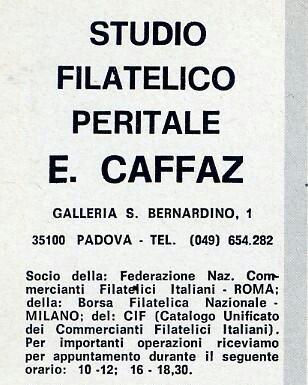 STUDIO
FILATELICO
PERITALE
E. CAFFAZ
GALLERIA S. BERNARDINO, 1
35100 PADOVA - TEL. (049) 654.282
Socio della: Federazione Naz. Com-
mercianti Filatelici Italiani - ROMA;
della: Borsa Filatelica Nazionale -
MILANO; del: CIF (Catalogo Unificato
dei Commercianti Filatelici Italiani).
Per importanti operazioni riceviamo
per appuntamento durante il seguente
orario: 10 -12; 16 - 18,30.